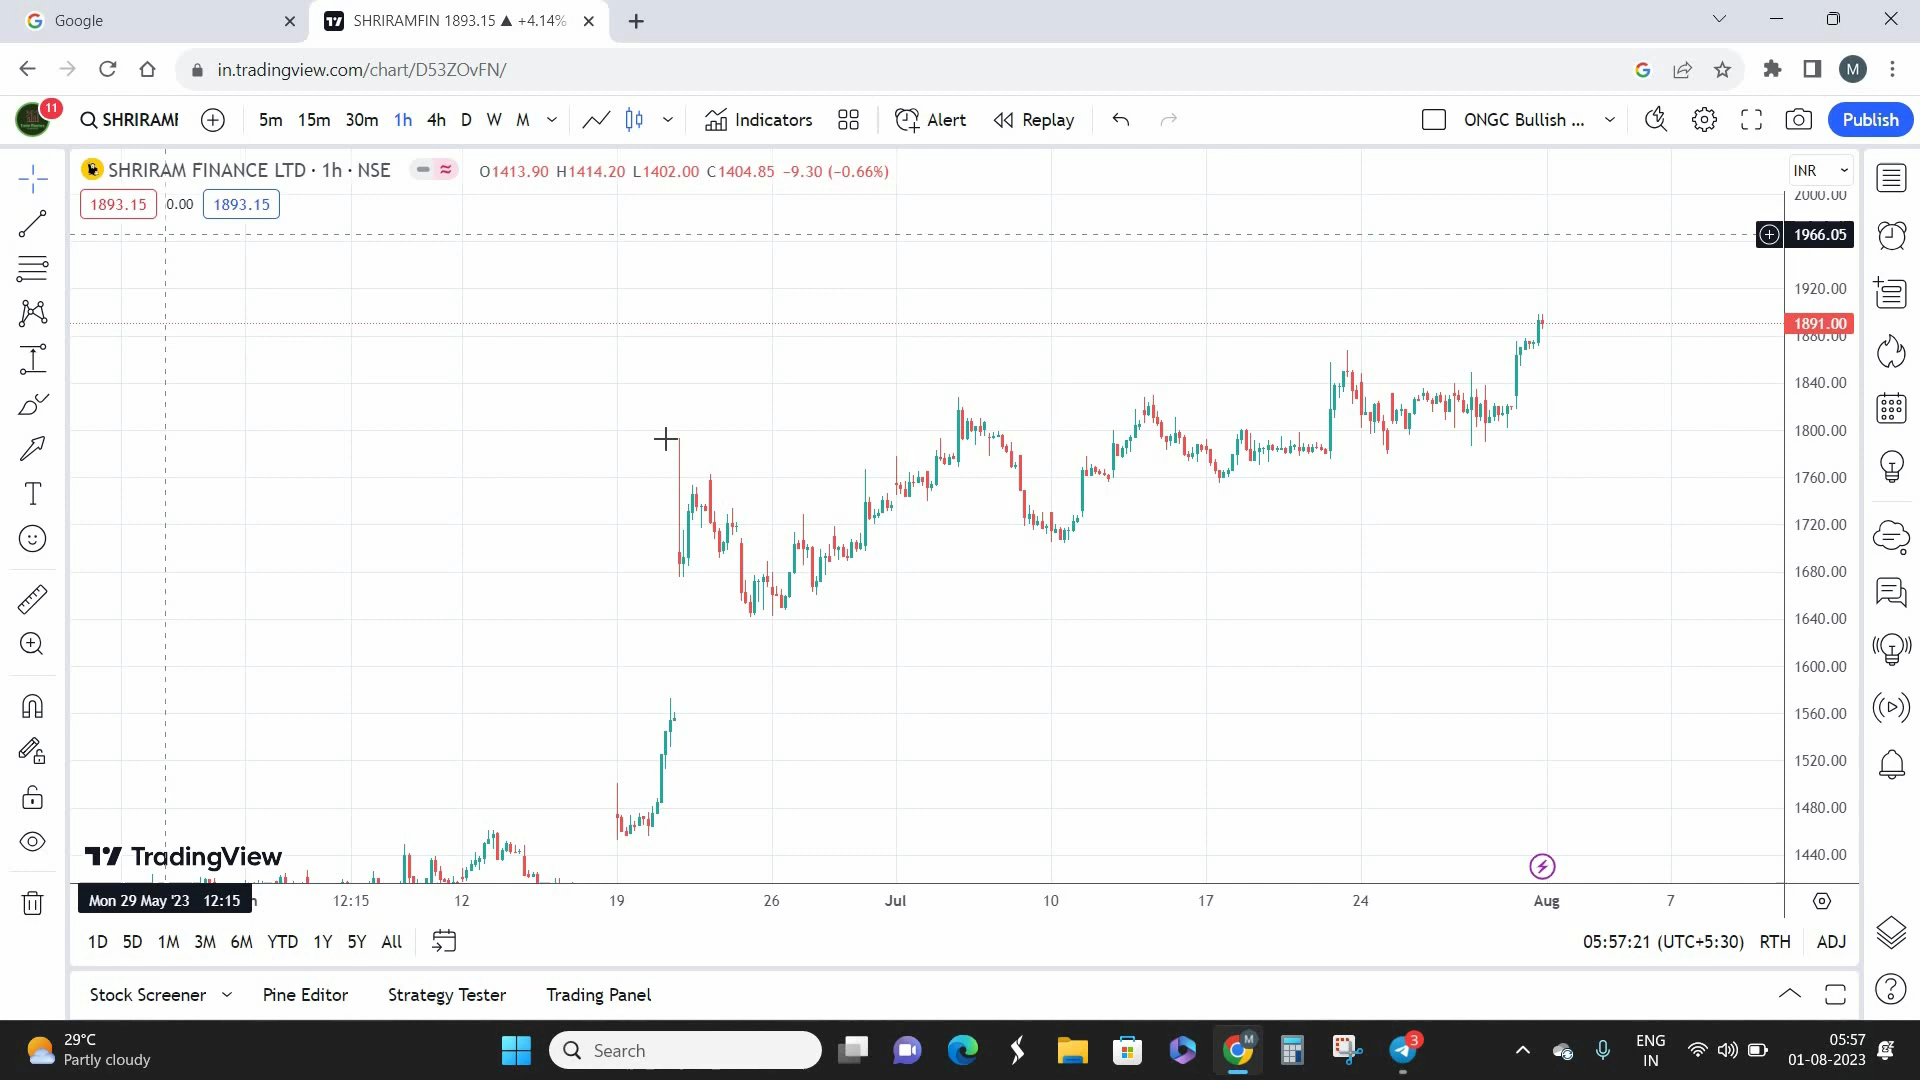 Google
SHRIRAMFIN 1893.15 ▲ +4.14%
in.tradingview.com/chart/D53ZOvFN/
M
11
SHRIRAMF
5m 15m 30m 1h 4h D W M
Indicators
Alert
Replay
ONGC Bullish ...
Publish
SHRIRAM FINANCE LTD · 1h · NSE
O1413.90 H1414.20 L1402.00 C1404.85 −9.30 (−0.66%)
INR
1893.15 0.00 1893.15
2000.00
1966.05
1920.00
1891.00
1880.00
1840.00
1800.00
1760.00
1720.00
1680.00
1640.00
1600.00
1560.00
1520.00
1480.00
1440.00
TradingView
Mon 29 May '23 12:15
12:15 12 19 26 Jul 10 17 24 Aug 7
1D 5D 1M 3M 6M YTD 1Y 5Y All
05:57:21 (UTC+5:30) RTH ADJ
Stock Screener Pine Editor Strategy Tester Trading Panel
29°C
Partly cloudy
Search
M
3
ENG
IN
05:57
01-08-2023